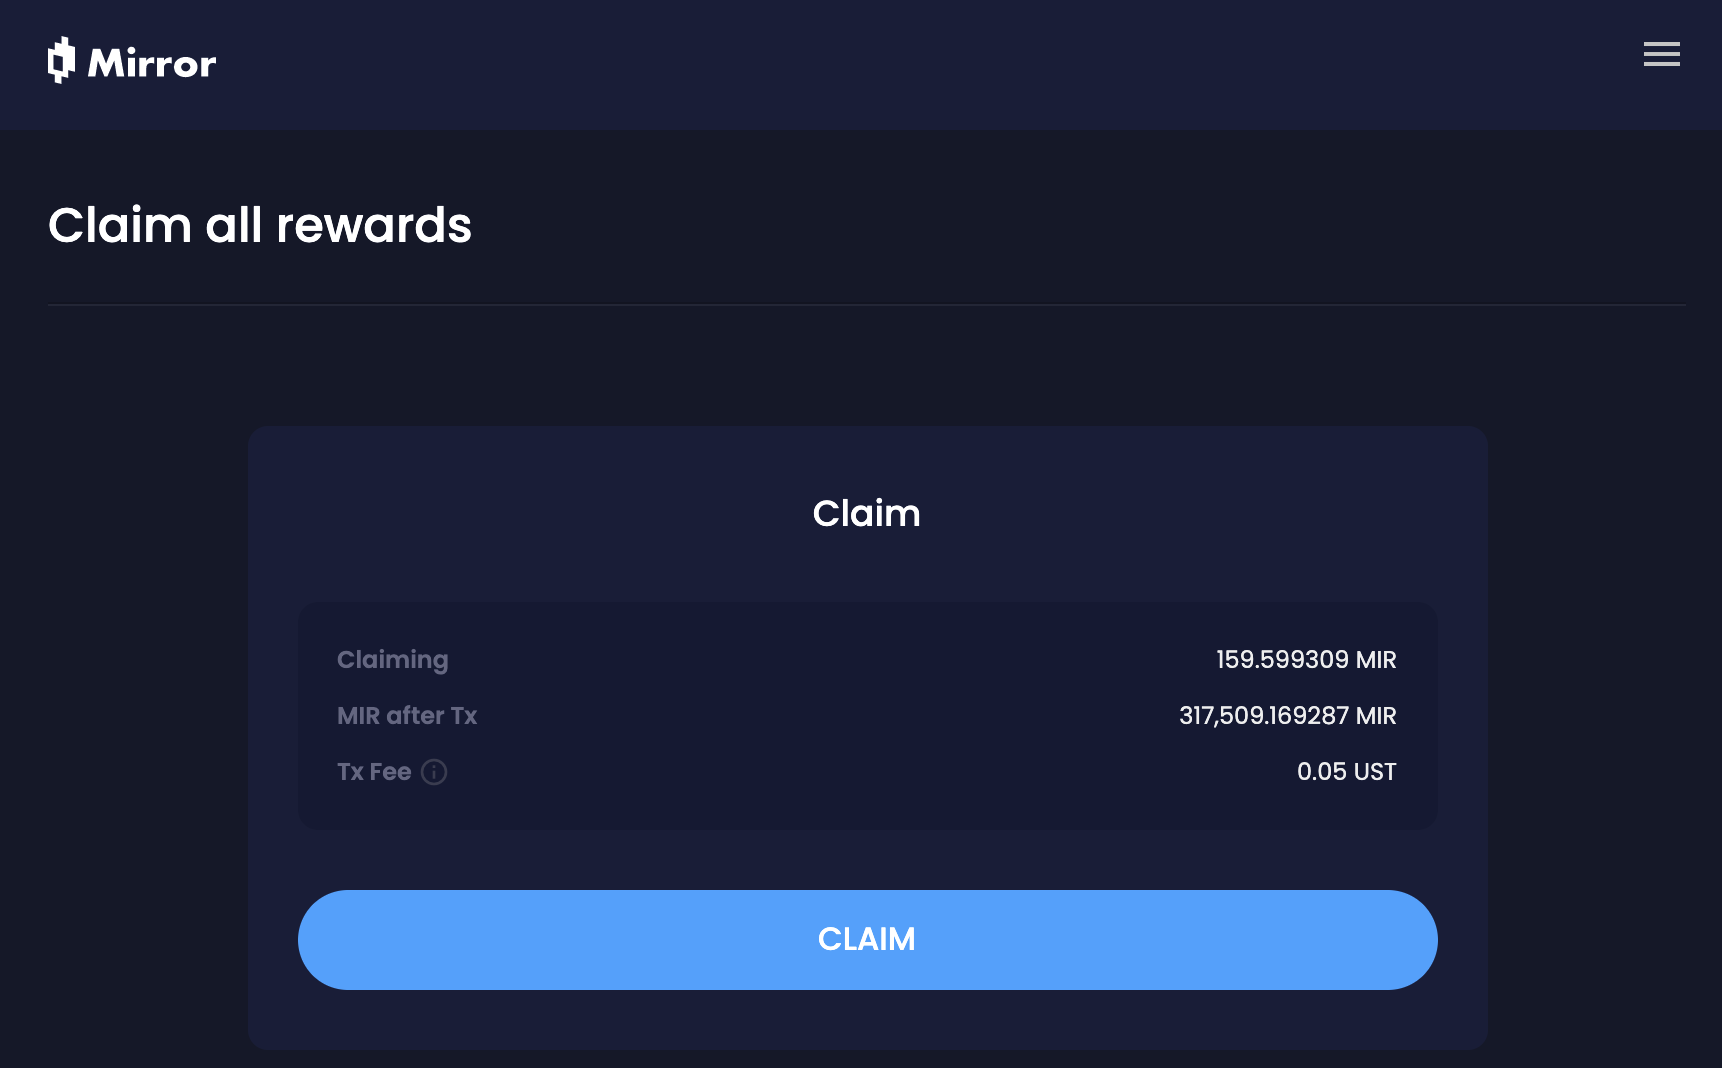 Mirror
Claim all rewards
Claim
Claiming 159.599309 MIR
MIR after Tx 317,509.169287 MIR
Tx Fee 0.05 UST
CLAIM